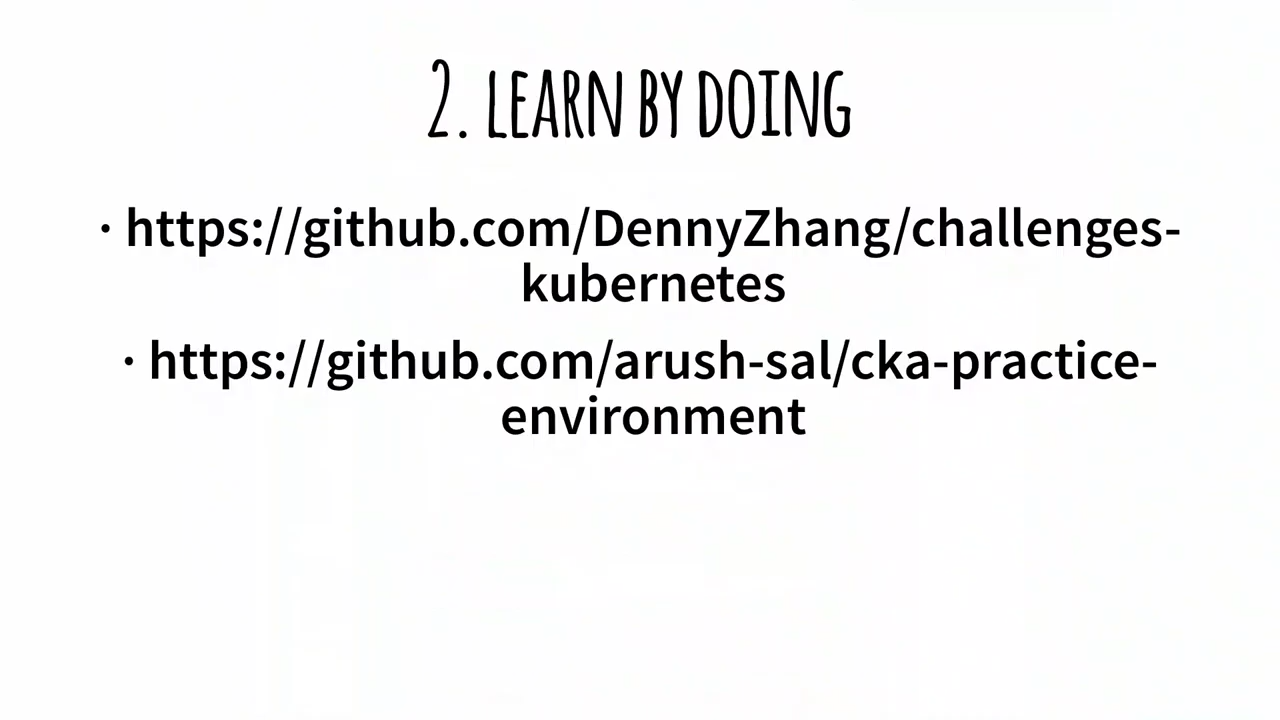 2. LEARN BY DOING
· https://github.com/DennyZhang/challenges-
kubernetes
· https://github.com/arush-sal/cka-practice-
environment